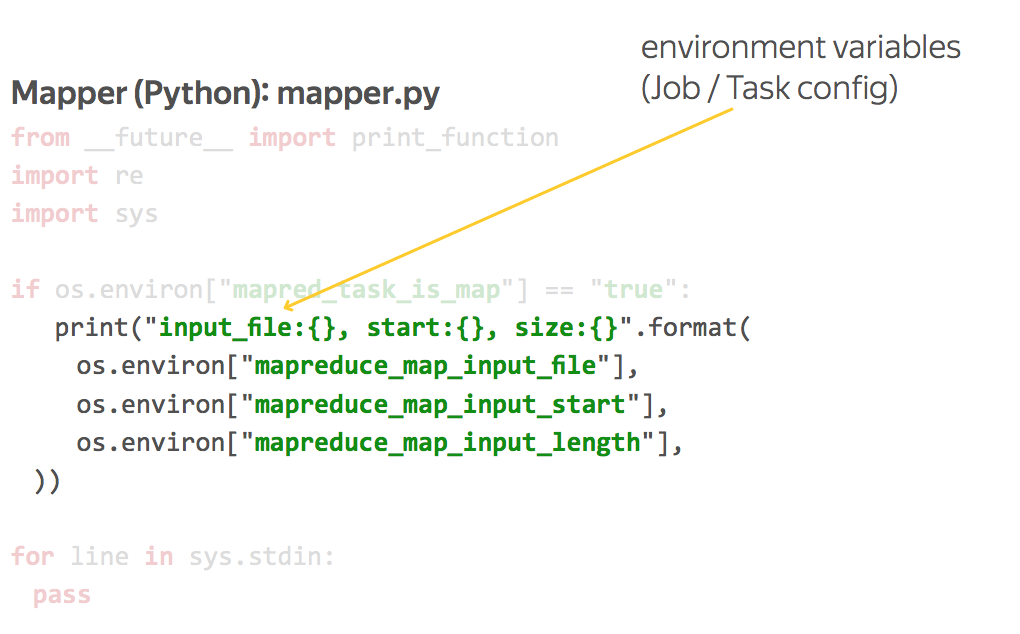 environment variables
(Job / Task config)
Mapper (Python): mapper.py
from __future__ import print_function
import re
import sys
if os.environ["mapred_task_is_map"] == "true":
print("input_file:{}, start:{}, size:{}".format(
os.environ["mapreduce_map_input_file"],
os.environ["mapreduce_map_input_start"],
os.environ["mapreduce_map_input_length"],
))
for line in sys.stdin:
pass